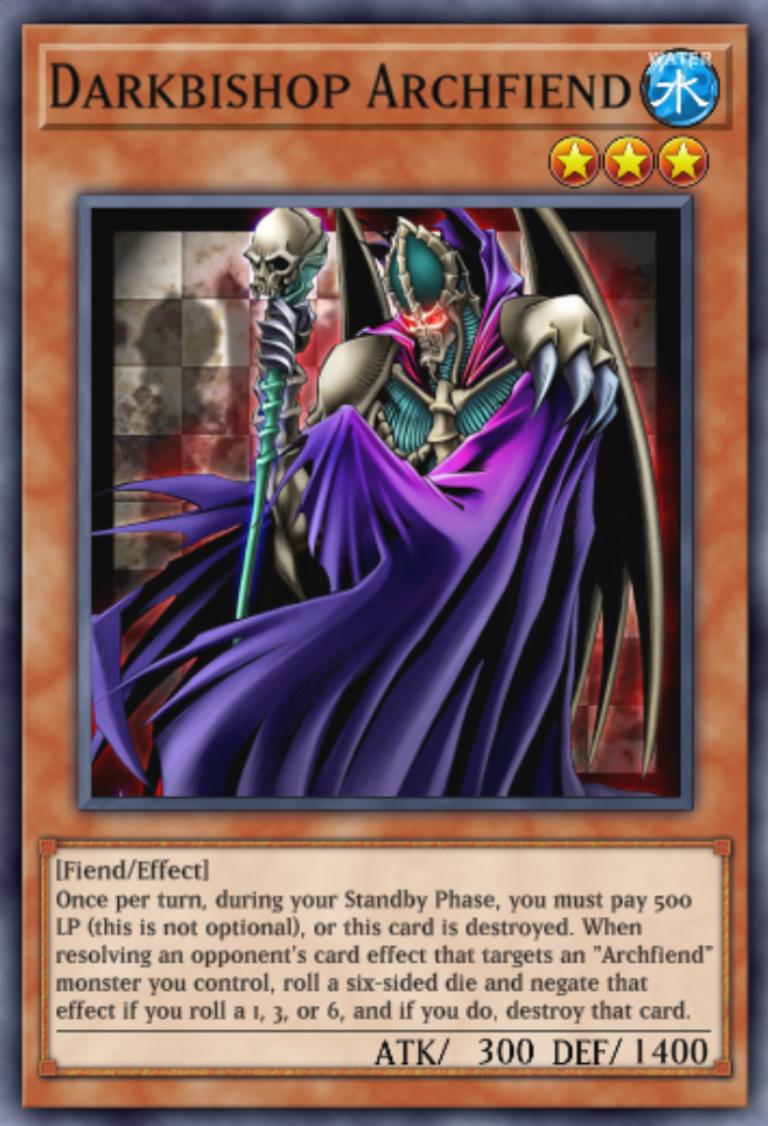 DARKBISHOP ARCHFIEND
WATER
水
[Fiend/Effect]
Once per turn, during your Standby Phase, you must pay 500
LP (this is not optional), or this card is destroyed. When
resolving an opponent's card effect that targets an "Archfiend"
monster you control, roll a six-sided die and negate that
effect if you roll a 1, 3, or 6, and if you do, destroy that card.
ATK/ 300 DEF/ 1400